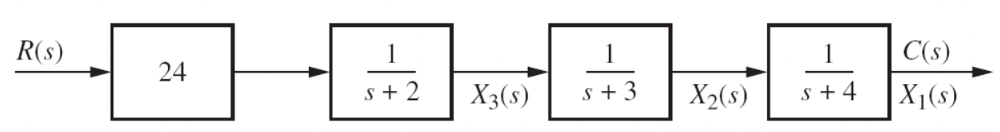 R(s)
24
1
s + 2
X3(s)
1
s + 3
X2(s)
1
s + 4
C(s)
X1(s)